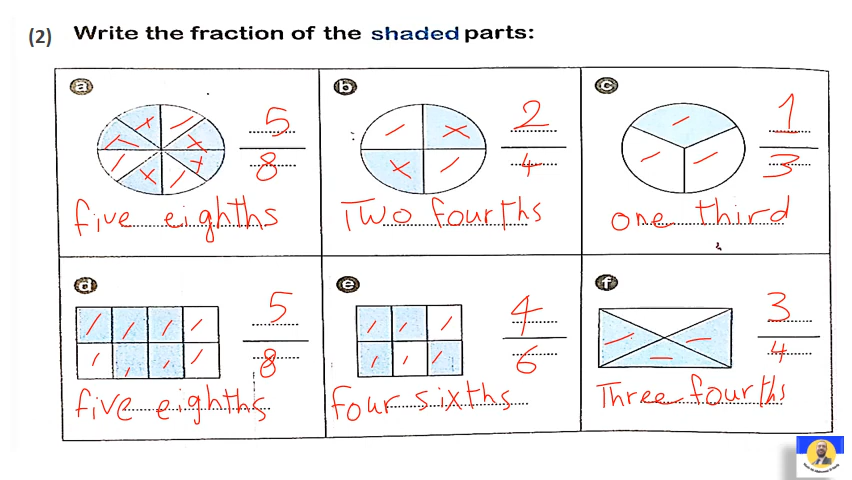 (2) Write the fraction of the shaded parts:
a
5
8
five eighths
b
2
4
Two fourths
c
1
3
one third
d
5
8
five eighths
e
4
6
four sixths
f
3
4
Three fourths